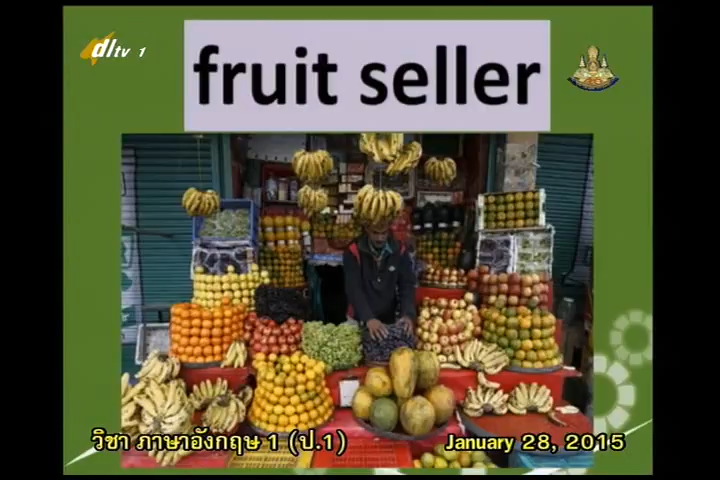 dltv 1
fruit seller
วิชา ภาษาอังกฤษ 1 (ป.1)
January 28, 2015